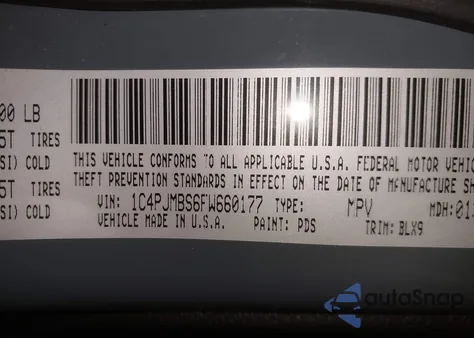 00 LB
5T TIRES
SI) COLD THIS VEHICLE CONFORMS TO ALL APPLICABLE U.S.A. FEDERAL MOTOR VEHIC
5T TIRES THEFT PREVENTION STANDARDS IN EFFECT ON THE DATE OF MANUFACTURE SH
SI) COLD VIN: 1C4PJMBS6FW660177 TYPE: MPV MDH:01
VEHICLE MADE IN U.S.A. PAINT: PDS TRIM: BLX9
autoSnap